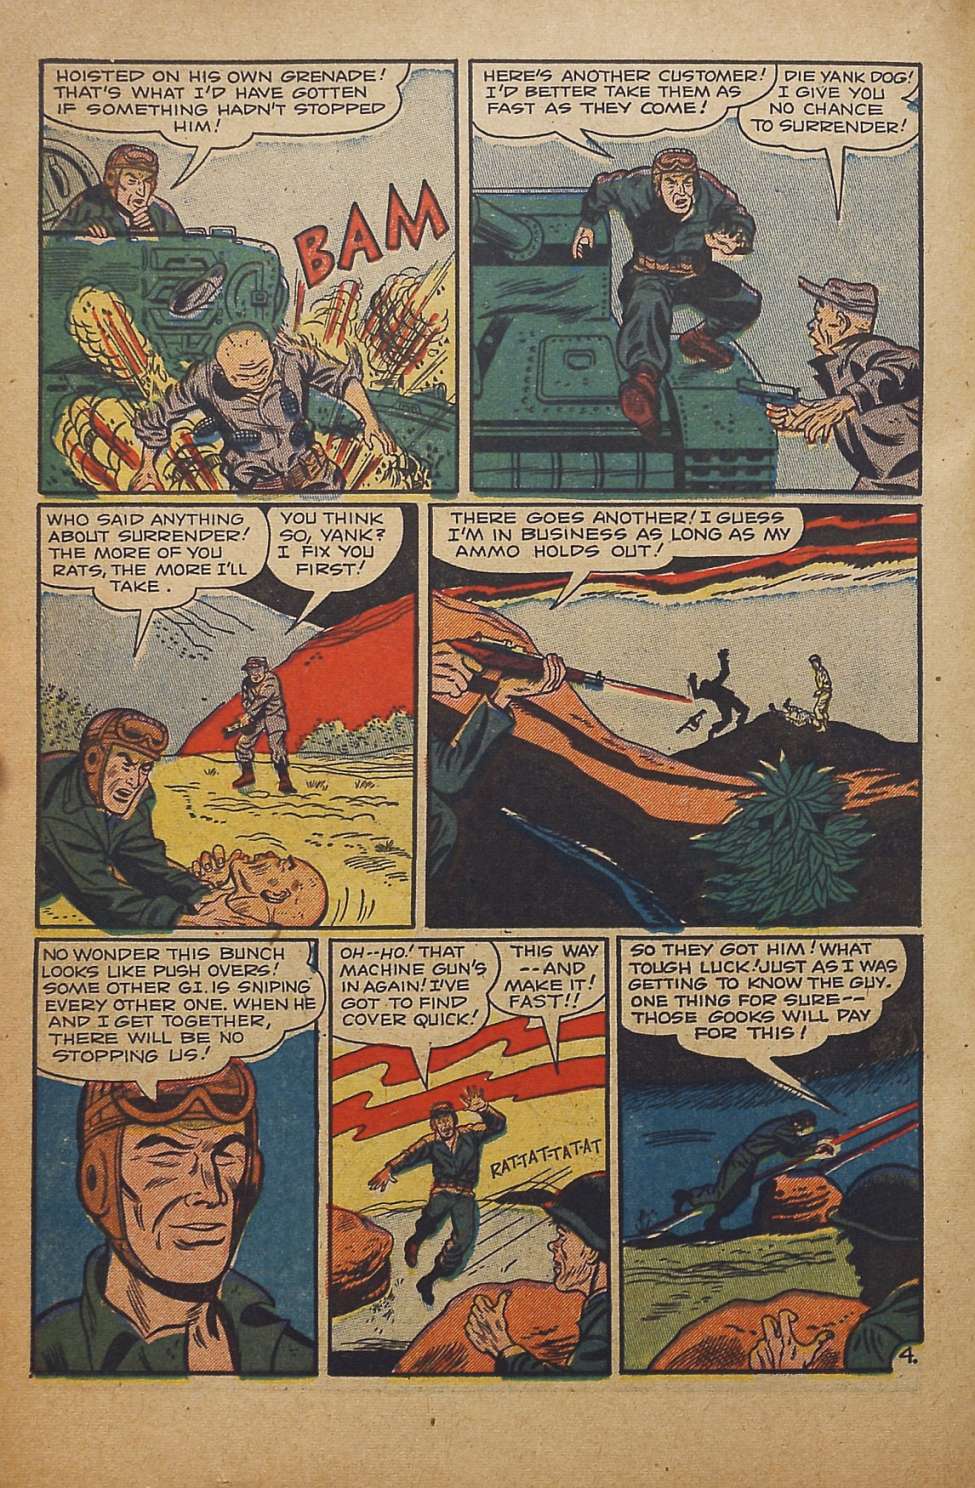 HOISTED ON HIS OWN GRENADE!
THAT'S WHAT I'D HAVE GOTTEN
IF SOMETHING HADN'T STOPPED
HIM!
BAM
HERE'S ANOTHER CUSTOMER!
I'D BETTER TAKE THEM AS
FAST AS THEY COME!
DIE YANK DOG!
I GIVE YOU
NO CHANCE
TO SURRENDER!
WHO SAID ANYTHING
ABOUT SURRENDER!
THE MORE OF YOU
RATS, THE MORE I'LL
TAKE.
YOU THINK
SO, YANK?
I FIX YOU
FIRST!
THERE GOES ANOTHER! I GUESS
I'M IN BUSINESS AS LONG AS MY
AMMO HOLDS OUT!
NO WONDER THIS BUNCH
LOOKS LIKE PUSH OVERS!
SOME OTHER G.I. IS SNIPING
EVERY OTHER ONE. WHEN HE
AND I GET TOGETHER,
THERE WILL BE NO
STOPPING US!
OH--HO! THAT
MACHINE GUN'S
IN AGAIN! I'VE
GOT TO FIND
COVER QUICK!
THIS WAY
--AND
MAKE IT!
FAST!!
RAT-TAT-TAT-AT
SO THEY GOT HIM! WHAT
TOUGH LUCK! JUST AS I WAS
GETTING TO KNOW THE GUY.
ONE THING FOR SURE--
THOSE GOOKS WILL PAY
FOR THIS!
4.